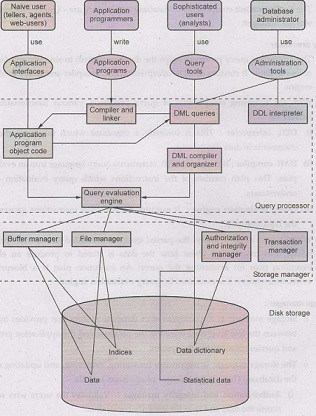 Naive user
(tellers, agents,
web-users)
Application
programmers
Sophisticated
users
(analysts)
Database
administrator
use
write
use
use
Application
interfaces
Application
programs
Query
tools
Administration
tools
Compiler and
linker
DML queries
DDL interpreter
Application
program
object code
DML compiler
and organizer
Query evaluation
engine
Query processor
Buffer manager
File manager
Authorization
and integrity
manager
Transaction
manager
Storage manager
Disk storage
Indices
Data dictionary
Data
Statistical data